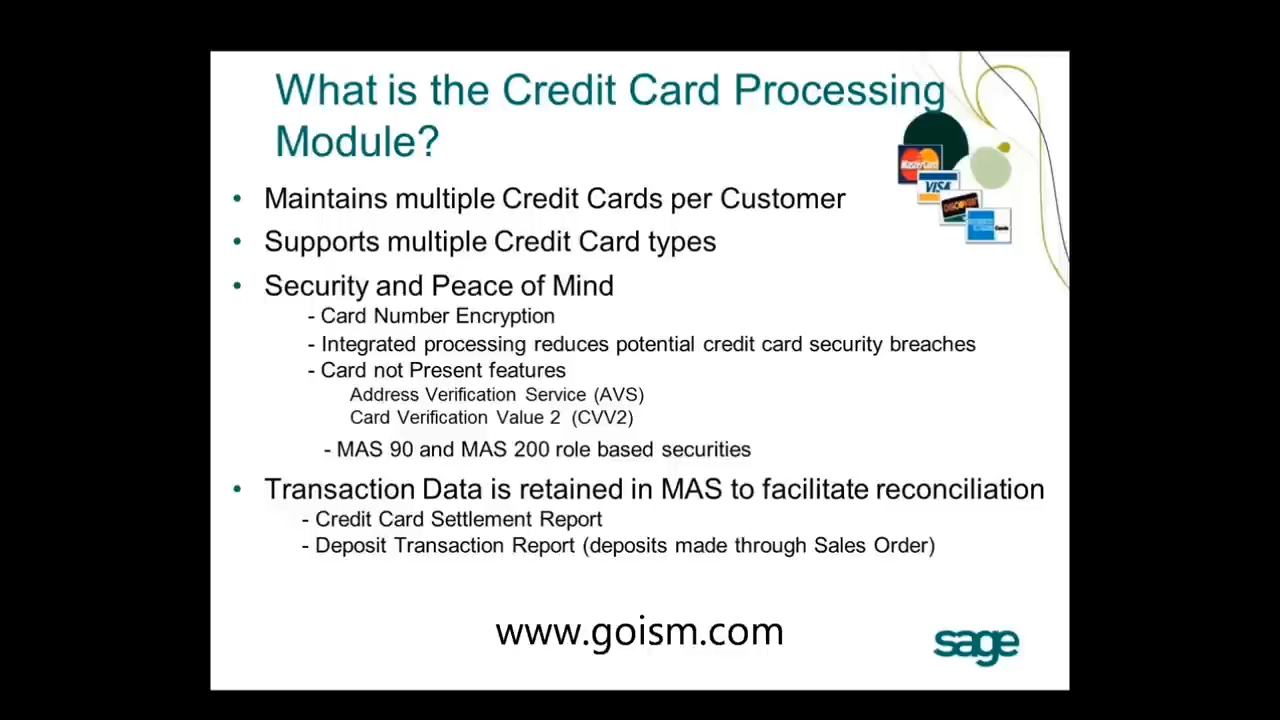 What is the Credit Card Processing
Module?
MasterCard
VISA
DISCOVER
Cards
• Maintains multiple Credit Cards per Customer
• Supports multiple Credit Card types
• Security and Peace of Mind
- Card Number Encryption
- Integrated processing reduces potential credit card security breaches
- Card not Present features
Address Verification Service (AVS)
Card Verification Value 2 (CVV2)
- MAS 90 and MAS 200 role based securities
• Transaction Data is retained in MAS to facilitate reconciliation
- Credit Card Settlement Report
- Deposit Transaction Report (deposits made through Sales Order)
www.goism.com
sage